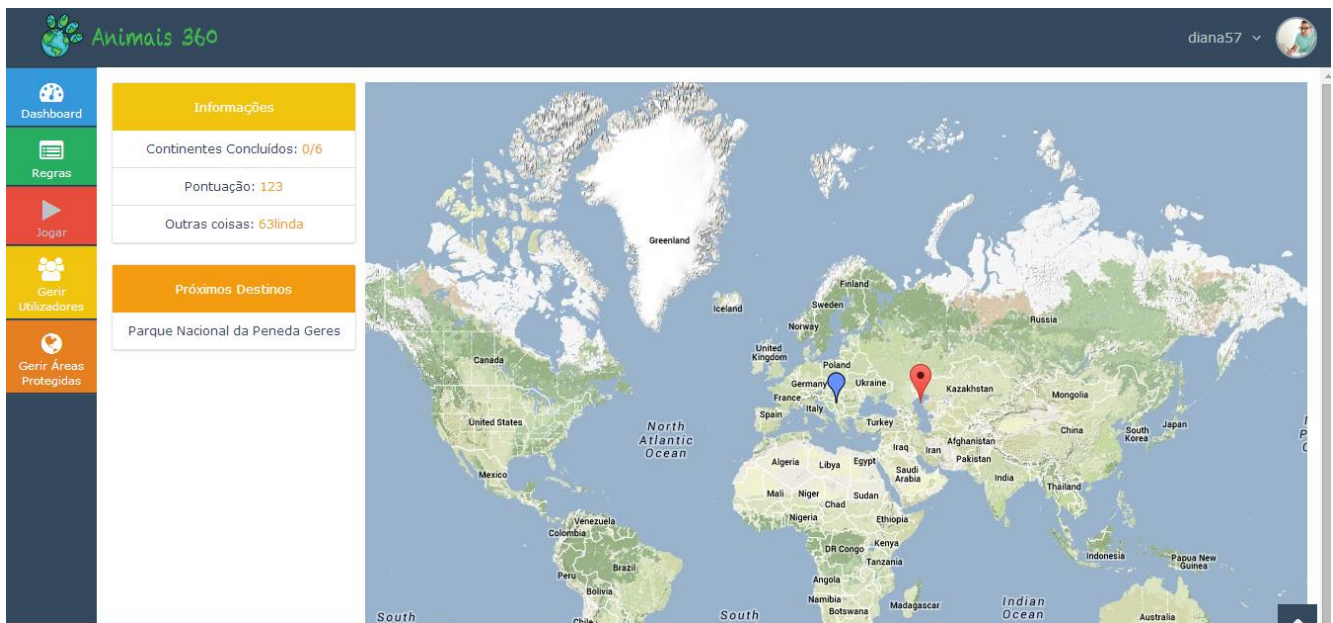 Animais 360
diana57
Dashboard
Regras
Jogar
Gerir
Utilizadores
Gerir Áreas
Protegidas
Informações
Continentes Concluídos: 0/6
Pontuação: 123
Outras coisas: 63linda
Próximos Destinos
Parque Nacional da Peneda Geres
Greenland
Iceland
Finland
Sweden
Norway
Russia
United
Kingdom
Poland
Germany
Ukraine
France
Italy
Spain
Turkey
Kazakhstan
Mongolia
China
South
Korea
Japan
Canada
United States
Mexico
North
Atlantic
Ocean
Iraq
Iran
Afghanistan
Pakistan
Algeria
Libya
Egypt
Saudi
Arabia
India
Thailand
Mali
Niger
Chad
Sudan
Nigeria
Ethiopia
Venezuela
Colombia
DR Congo
Kenya
Tanzania
Indonesia
Papua New
Guinea
Peru
Brazil
Bolivia
Chile
Angola
Namibia
Botswana
Madagascar
Indian
Ocean
Australia
South
South